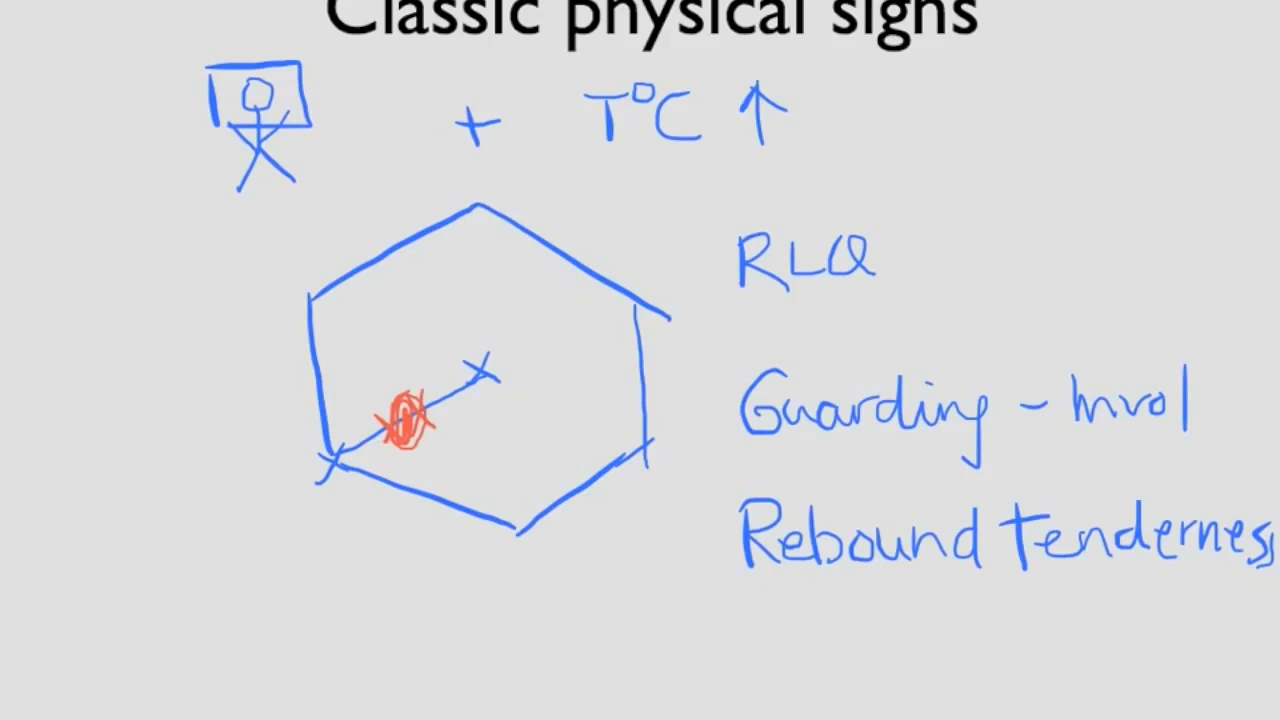 Classic physical signs
+ T°C ↑
RLQ
Guarding - Invol
Rebound tenderness